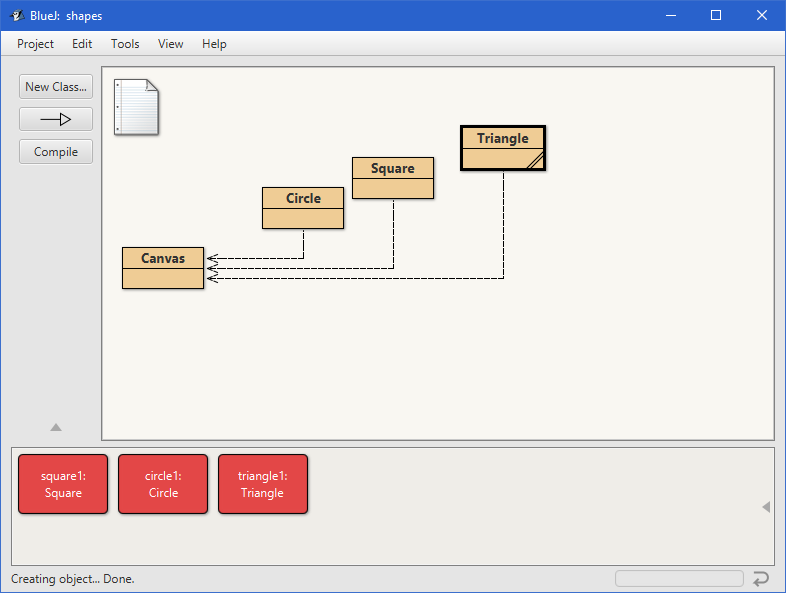 BlueJ: shapes
Project Edit Tools View Help
New Class...
Compile
Triangle
Square
Circle
Canvas
square1:
Square
circle1:
Circle
triangle1:
Triangle
Creating object... Done.